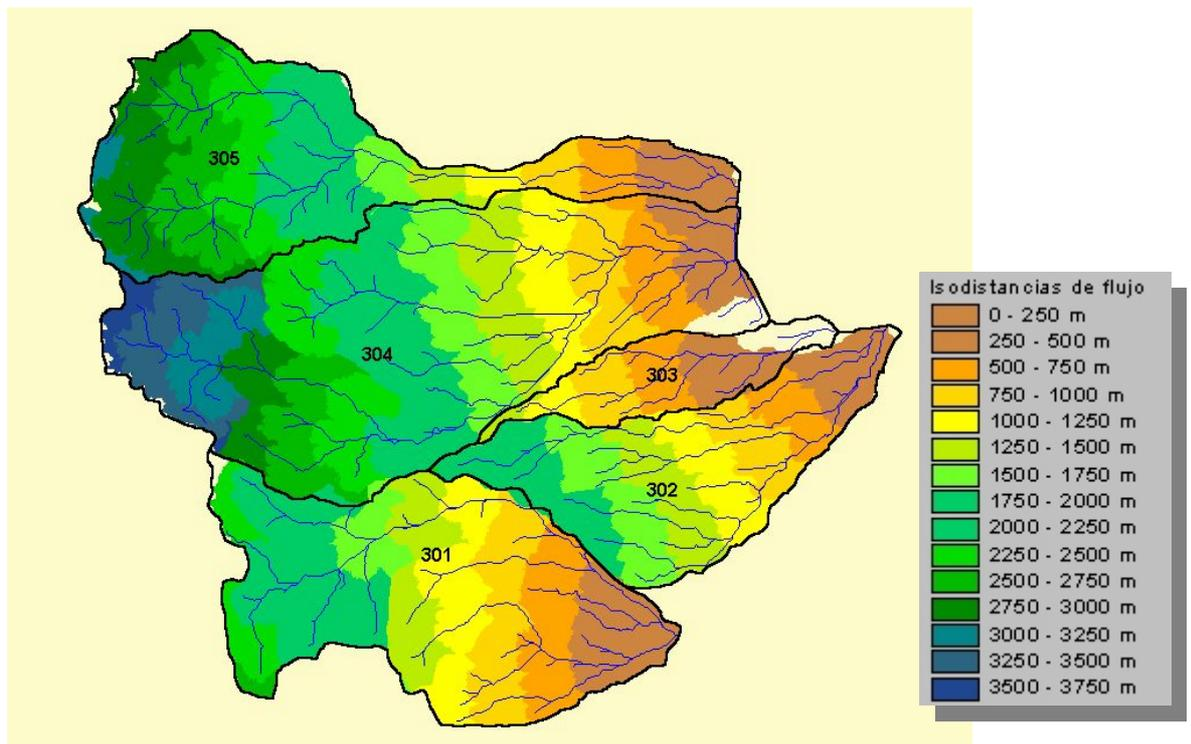 305
304
303
302
301
Isodistancias de flujo
0 - 250 m
250 - 500 m
500 - 750 m
750 - 1000 m
1000 - 1250 m
1250 - 1500 m
1500 - 1750 m
1750 - 2000 m
2000 - 2250 m
2250 - 2500 m
2500 - 2750 m
2750 - 3000 m
3000 - 3250 m
3250 - 3500 m
3500 - 3750 m